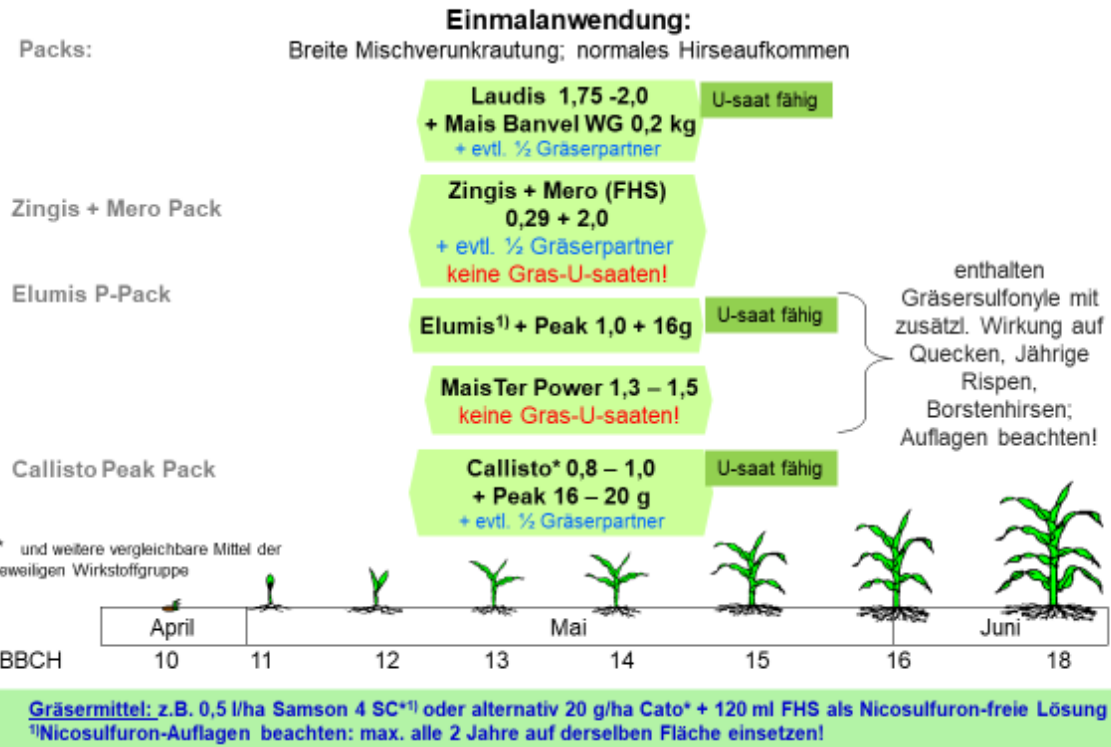 Einmalanwendung:
Packs:
Breite Mischverunkrautung; normales Hirseaufkommen
Laudis 1,75 -2,0
+ Mais Banvel WG 0,2 kg
+ evtl. ½ Gräserpartner
U-saat fähig
Zingis + Mero Pack
Zingis + Mero (FHS)
0,29 + 2,0
+ evtl. ½ Gräserpartner
keine Gras-U-saaten!
Elumis P-Pack
Elumis¹⁾ + Peak 1,0 + 16g
U-saat fähig
MaisTer Power 1,3 – 1,5
keine Gras-U-saaten!
enthalten
Gräsersulfonyle mit
zusätzl. Wirkung auf
Quecken, Jährige
Rispen,
Borstenhirsen;
Auflagen beachten!
Callisto Peak Pack
Callisto* 0,8 – 1,0
+ Peak 16 – 20 g
+ evtl. ½ Gräserpartner
U-saat fähig
* und weitere vergleichbare Mittel der
eweiligen Wirkstoffgruppe
April Mai Juni
BBCH 10 11 12 13 14 15 16 18
Gräsermittel: z.B. 0,5 l/ha Samson 4 SC*¹⁾ oder alternativ 20 g/ha Cato* + 120 ml FHS als Nicosulfuron-freie Lösung
¹⁾Nicosulfuron-Auflagen beachten: max. alle 2 Jahre auf derselben Fläche einsetzen!